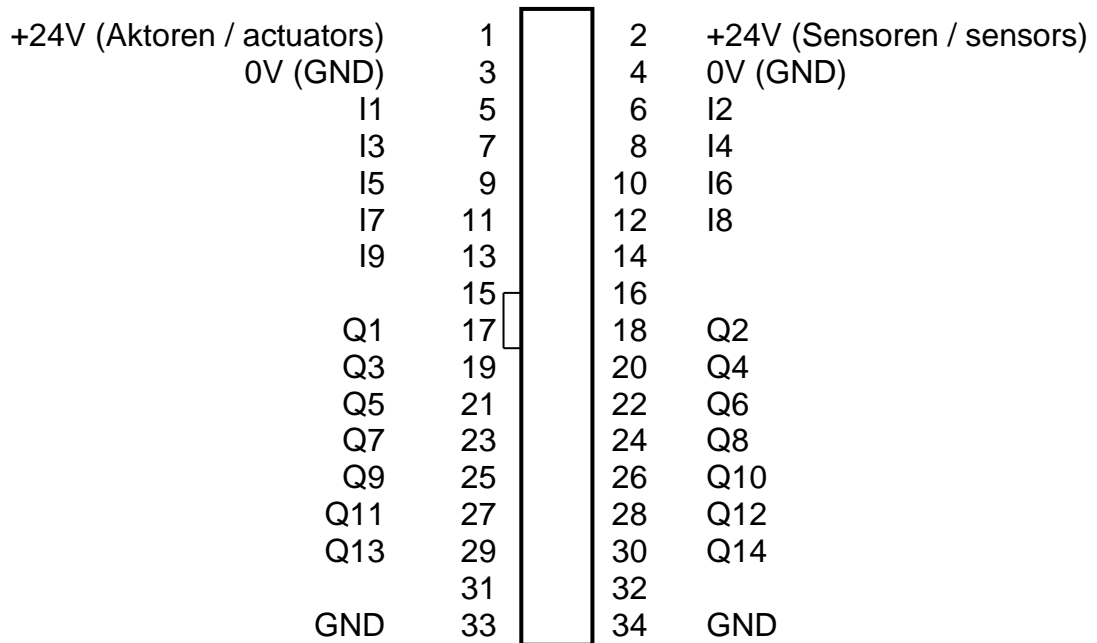 +24V (Aktoren / actuators) 1 2 +24V (Sensoren / sensors)
0V (GND) 3 4 0V (GND)
I1 5 6 I2
I3 7 8 I4
I5 9 10 I6
I7 11 12 I8
I9 13 14
15 16
Q1 17 18 Q2
Q3 19 20 Q4
Q5 21 22 Q6
Q7 23 24 Q8
Q9 25 26 Q10
Q11 27 28 Q12
Q13 29 30 Q14
31 32
GND 33 34 GND